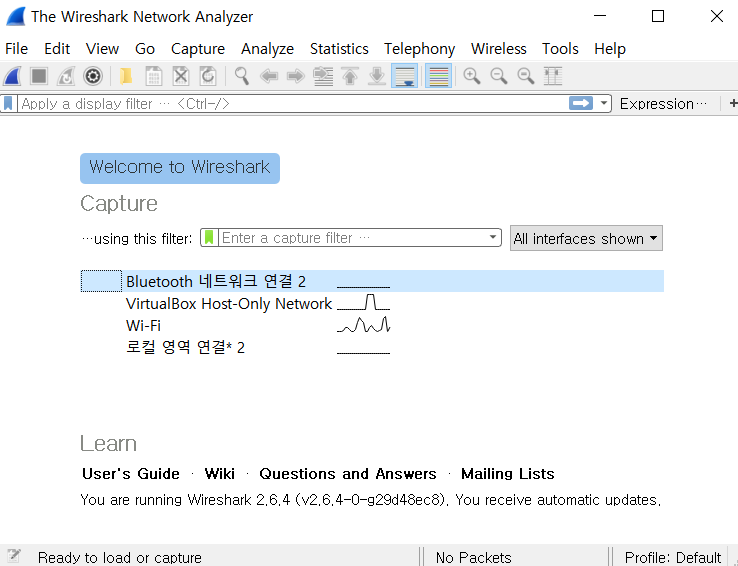 The Wireshark Network Analyzer
File Edit View Go Capture Analyze Statistics Telephony Wireless Tools Help
Apply a display filter ··· <Ctrl-/> Expression··· +
Welcome to Wireshark
Capture
···using this filter: Enter a capture filter ··· All interfaces shown
Bluetooth 네트워크 연결 2
VirtualBox Host-Only Network
Wi-Fi
로컬 영역 연결* 2
Learn
User's Guide · Wiki · Questions and Answers · Mailing Lists
You are running Wireshark 2.6.4 (v2.6.4-0-g29d48ec8). You receive automatic updates.
Ready to load or capture No Packets Profile: Default